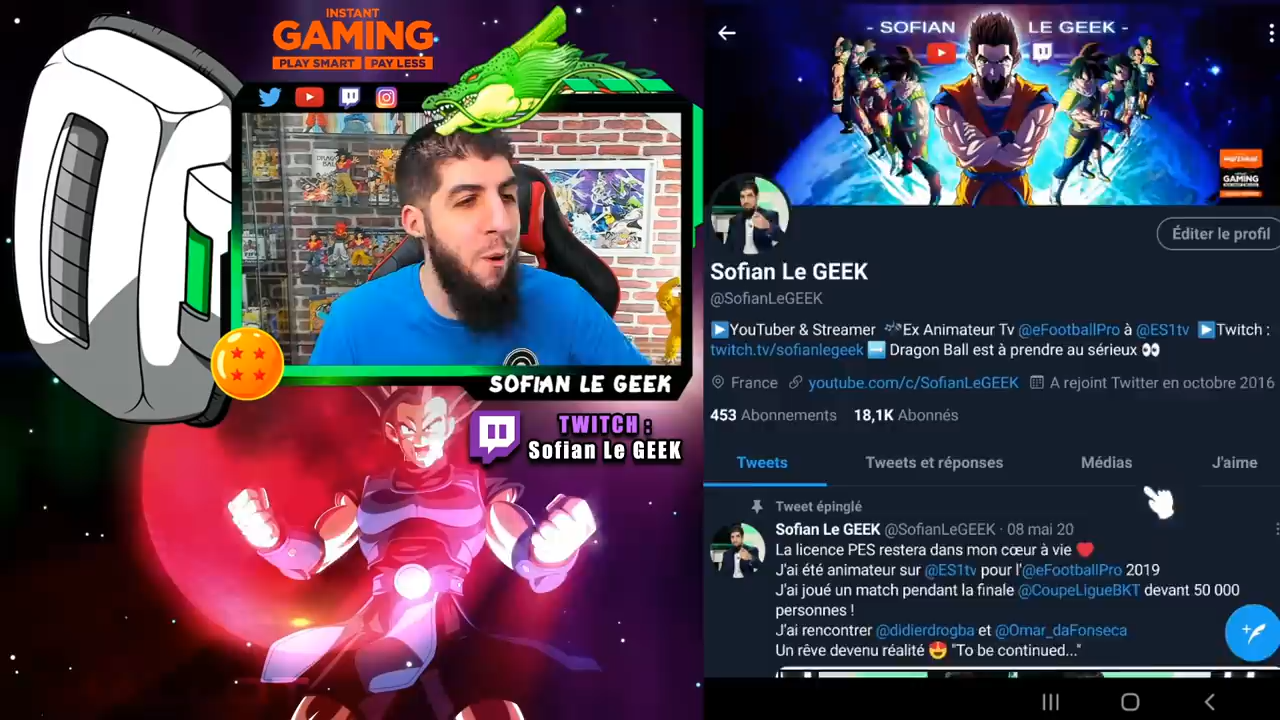 INSTANT
GAMING
PLAY SMART PAY LESS
SOFIAN LE GEEK
TWITCH :
Sofian Le GEEK
- SOFIAN LE GEEK -
GAMING
Éditer le profil
Sofian Le GEEK
@SofianLeGEEK
▶️YouTuber & Streamer 🎮Ex Animateur Tv @eFootballPro à @ES1tv ▶️Twitch :
twitch.tv/sofianlegeek ➡️ Dragon Ball est à prendre au sérieux 👀
France youtube.com/c/SofianLeGEEK A rejoint Twitter en octobre 2016
453 Abonnements 18,1K Abonnés
Tweets Tweets et réponses Médias J'aime
Tweet épinglé
Sofian Le GEEK @SofianLeGEEK · 08 mai 20
La licence PES restera dans mon cœur à vie ❤️
J'ai été animateur sur @ES1tv pour l'@eFootballPro 2019
J'ai joué un match pendant la finale @CoupeLigueBKT devant 50 000
personnes !
J'ai rencontrer @didierdrogba et @Omar_daFonseca
Un rêve devenu réalité 😍 "To be continued..."